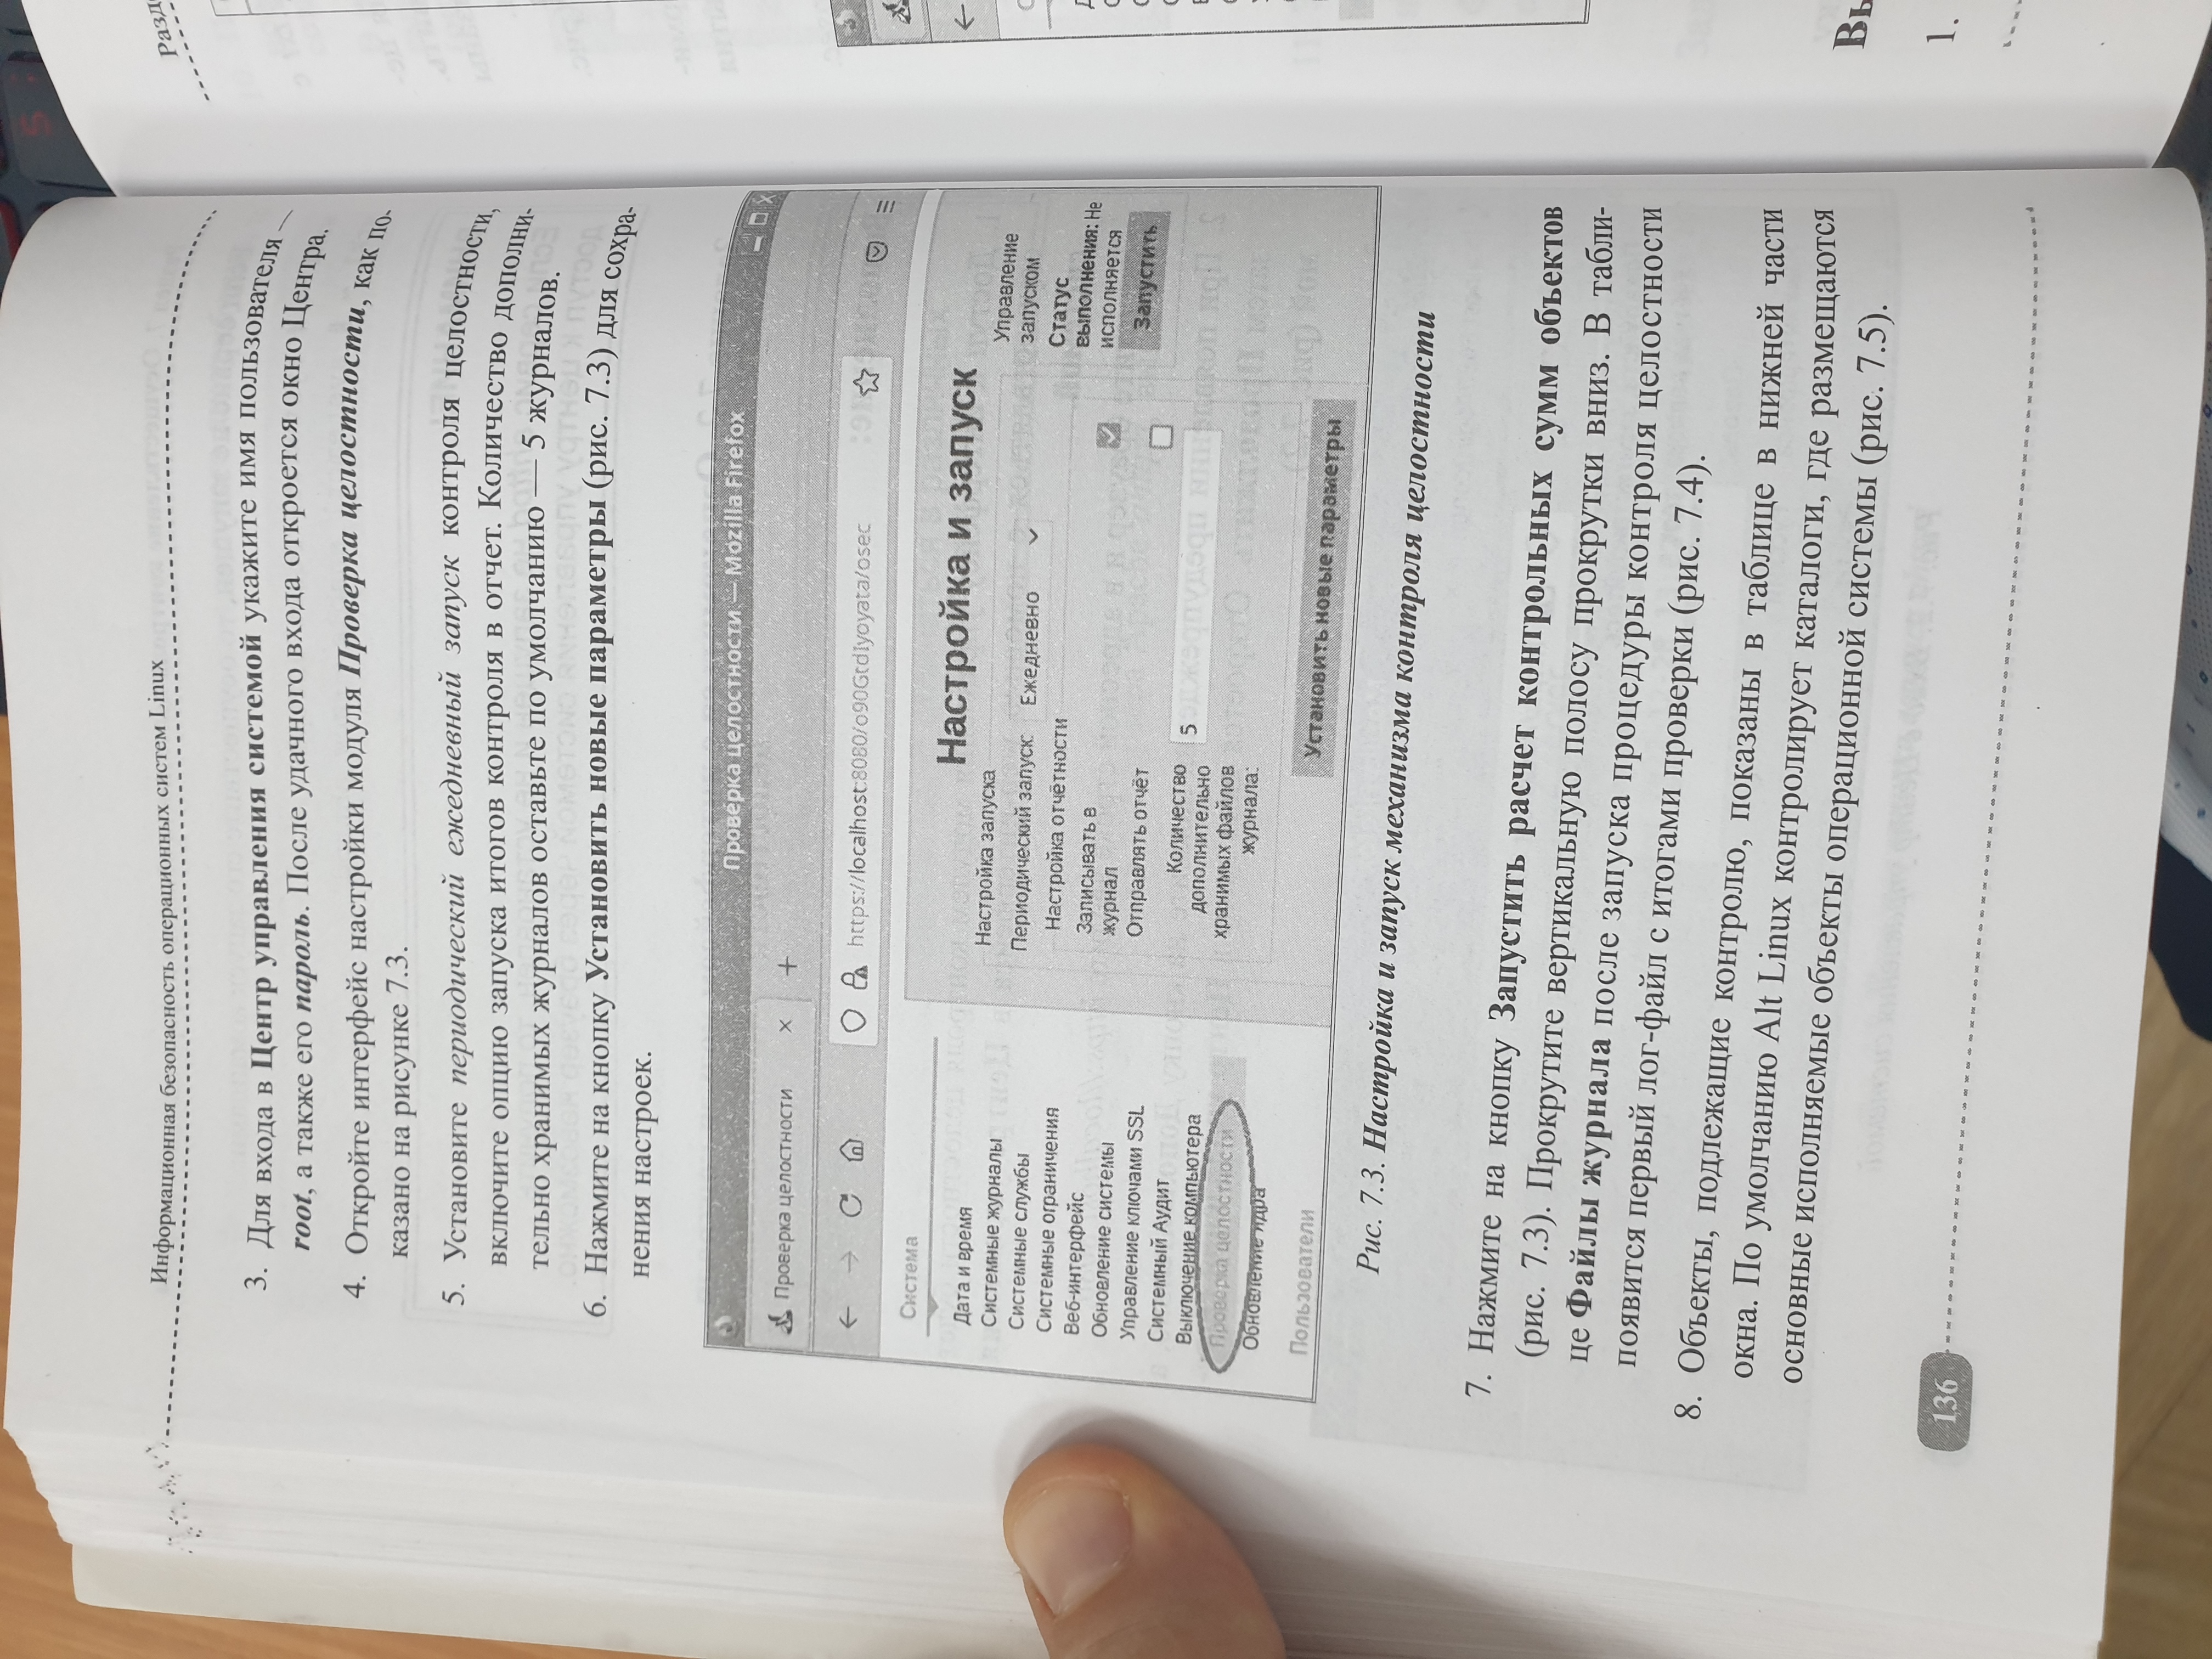 Информационная безопасность операционных систем Linux
3. Для входа в Центр управления системой укажите имя пользователя —
root, а также его пароль. После удачного входа откроется окно Центра.
4. Откройте интерфейс настройки модуля Проверка целостности, как по-
казано на рисунке 7.3.
5. Установите периодический ежедневный запуск контроля целостности,
включите опцию запуска итогов контроля в отчет. Количество дополни-
тельно хранимых журналов оставьте по умолчанию — 5 журналов.
6. Нажмите на кнопку Установить новые параметры (рис. 7.3) для сохра-
нения настроек.
Проверка целостности — Mozilla Firefox
Проверка целостности × +
https://localhost:8080/o90GtdIyoyata/osec
Система
Дата и время
Системные журналы
Системные службы
Системные ограничения
Веб-интерфейс
Обновление системы
Управление ключами SSL
Системный Аудит
Выключение компьютера
Проверка целостности
Обновление ядра
Пользователи
Настройка и запуск
Настройка запуска
Периодический запуск: Ежедневно
Настройка отчётности
Записывать в
журнал
Отправлять отчёт
Количество
дополнительно
хранимых файлов
журнала:
5
Установить новые параметры
Управление
запуском
Статус
выполнения: Не
исполняется
Запустить
Рис. 7.3. Настройка и запуск механизма контроля целостности
7. Нажмите на кнопку Запустить расчет контрольных сумм объектов
(рис. 7.3). Прокрутите вертикальную полосу прокрутки вниз. В табли-
це Файлы журнала после запуска процедуры контроля целостности
появится первый лог-файл с итогами проверки (рис. 7.4).
8. Объекты, подлежащие контролю, показаны в таблице в нижней части
окна. По умолчанию Alt Linux контролирует каталоги, где размещаются
основные исполняемые объекты операционной системы (рис. 7.5).
136
1.